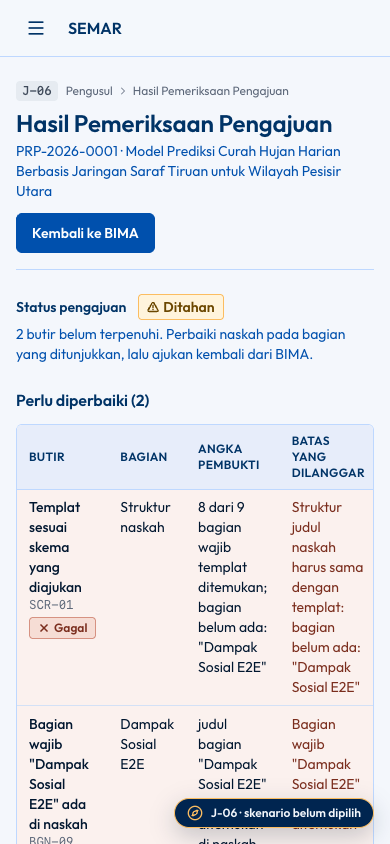 SEMAR
J-06 Pengusul > Hasil Pemeriksaan Pengajuan
Hasil Pemeriksaan Pengajuan
PRP-2026-0001 · Model Prediksi Curah Hujan Harian
Berbasis Jaringan Saraf Tiruan untuk Wilayah Pesisir
Utara
Kembali ke BIMA
Status pengajuan Ditahan
2 butir belum terpenuhi. Perbaiki naskah pada bagian
yang ditunjukkan, lalu ajukan kembali dari BIMA.
Perlu diperbaiki (2)
BUTIR
BAGIAN
ANGKA
PEMBUKTI
BATAS
YANG
DILANGGAR
Templat
sesuai
skema
yang
diajukan
SCR-01
Gagal
Struktur
naskah
8 dari 9
bagian
wajib
templat
ditemukan;
bagian
belum ada:
"Dampak
Sosial E2E"
Struktur
judul
naskah
harus sama
dengan
templat:
bagian
belum ada:
"Dampak
Sosial E2E"
Bagian
wajib
"Dampak
Sosial
E2E" ada
di naskah
BGN-09
Dampak
Sosial
E2E
judul
bagian
"Dampak
Sosial E2E"
Bagian
wajib
"Dampak
Sosial E2E"
J-06 · skenario belum dipilih